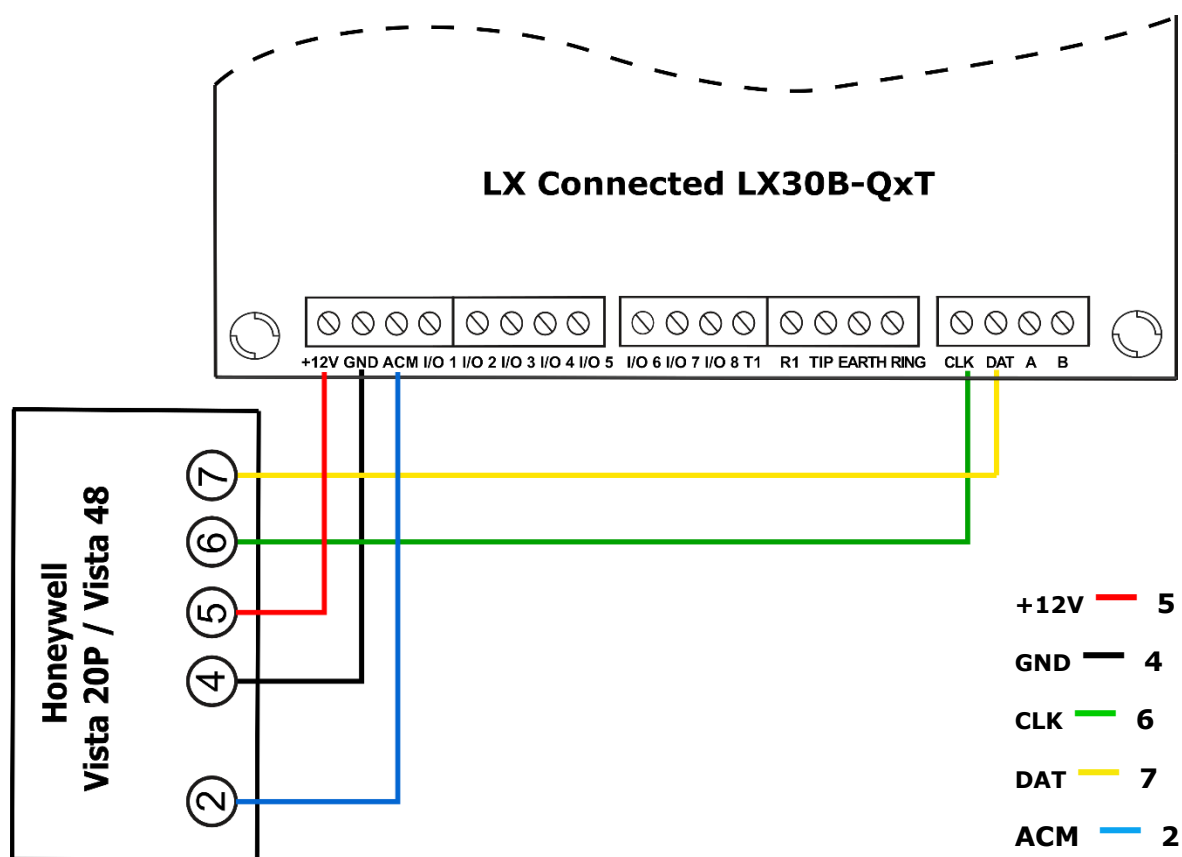 LX Connected LX30B-QxT
+12V GND ACM I/O 1 I/O 2 I/O 3 I/O 4 I/O 5 I/O 6 I/O 7 I/O 8 T1 R1 TIP EARTH RING CLK DAT A B
Honeywell
Vista 20P / Vista 48
7
6
5
4
2
+12V 5
GND 4
CLK 6
DAT 7
ACM 2